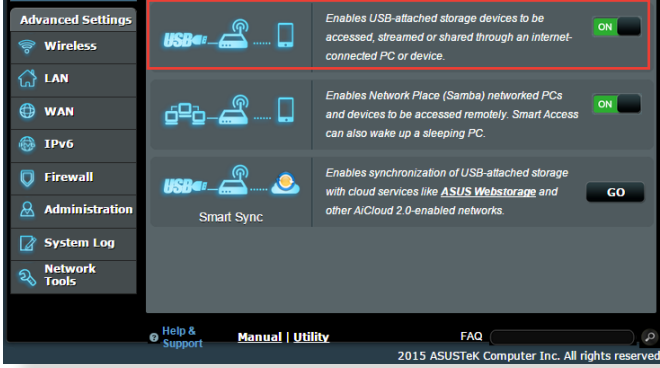 Advanced Settings
Wireless
LAN
WAN
IPv6
Firewall
Administration
System Log
Network
Tools
USB
Enables USB-attached storage devices to be
accessed, streamed or shared through an internet-
connected PC or device.
ON
Enables Network Place (Samba) networked PCs
and devices to be accessed remotely. Smart Access
can also wake up a sleeping PC.
ON
USB
Smart Sync
Enables synchronization of USB-attached storage
with cloud services like ASUS Webstorage and
other AiCloud 2.0-enabled networks.
GO
Help &
Support
Manual | Utility
FAQ
2015 ASUSTeK Computer Inc. All rights reserved